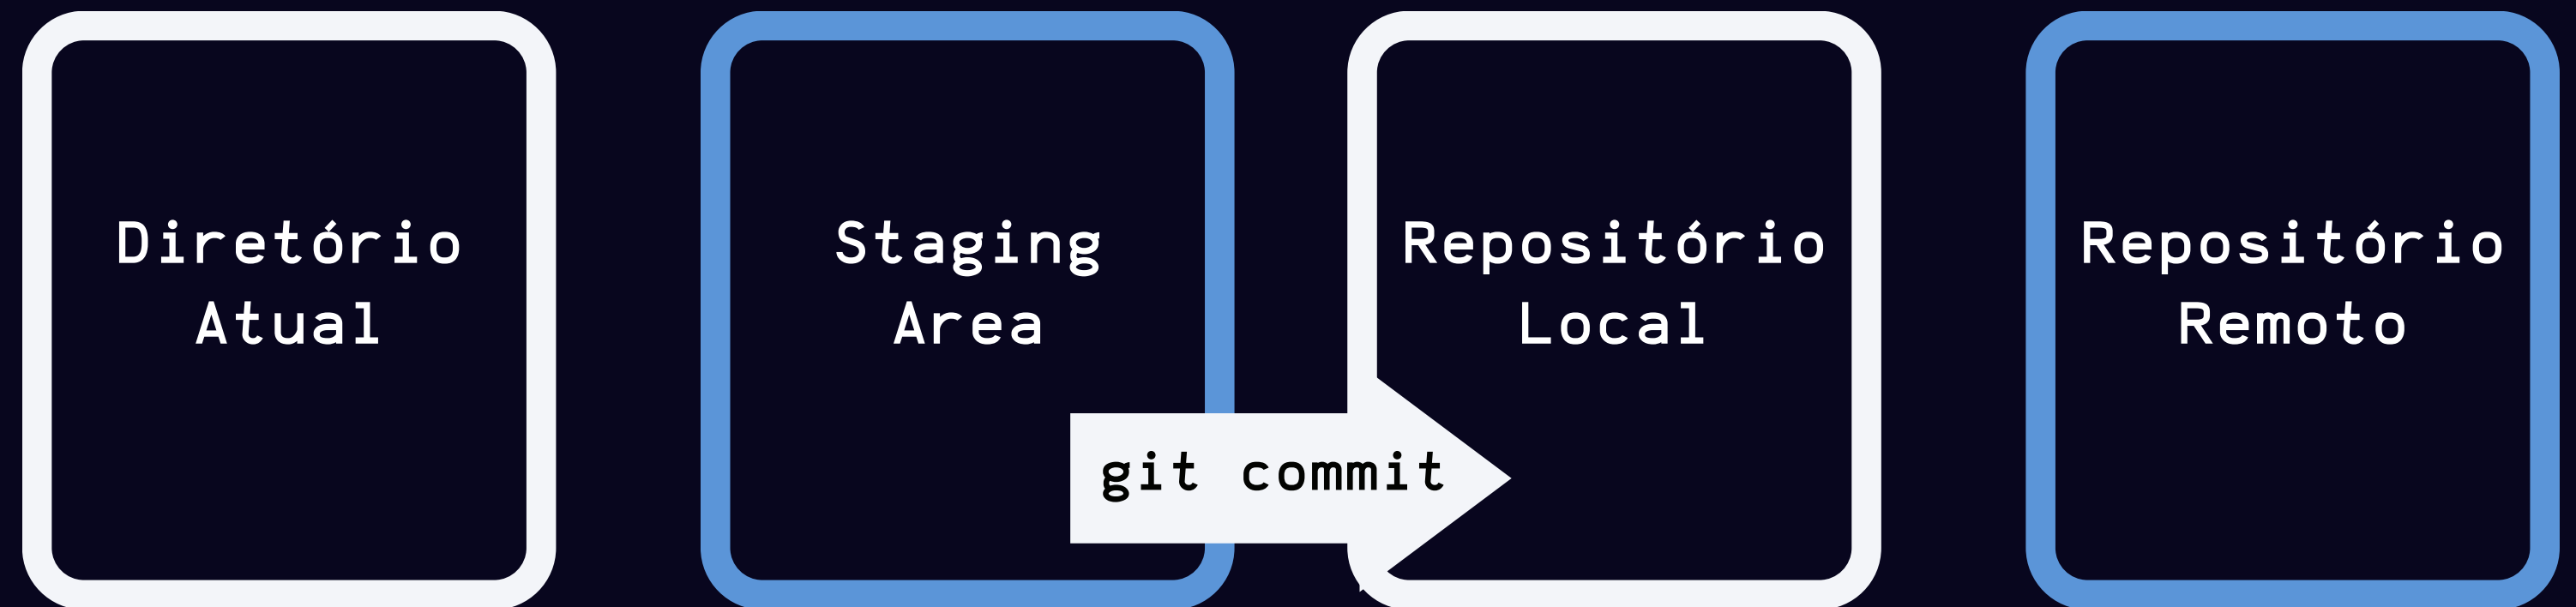 Diretório
Atual
Staging
Area
Repositório
Local
Repositório
Remoto
git commit